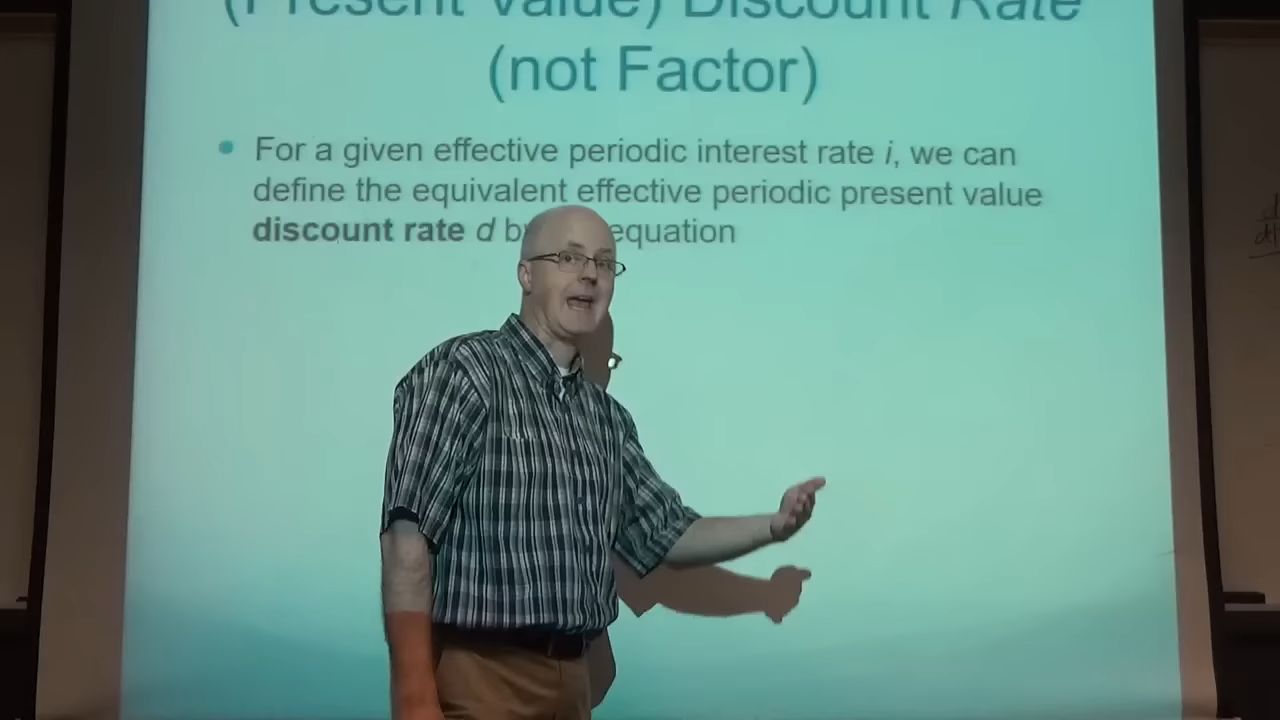 (Present Value) Discount Rate
(not Factor)
• For a given effective periodic interest rate i, we can
define the equivalent effective periodic present value
discount rate d by equation